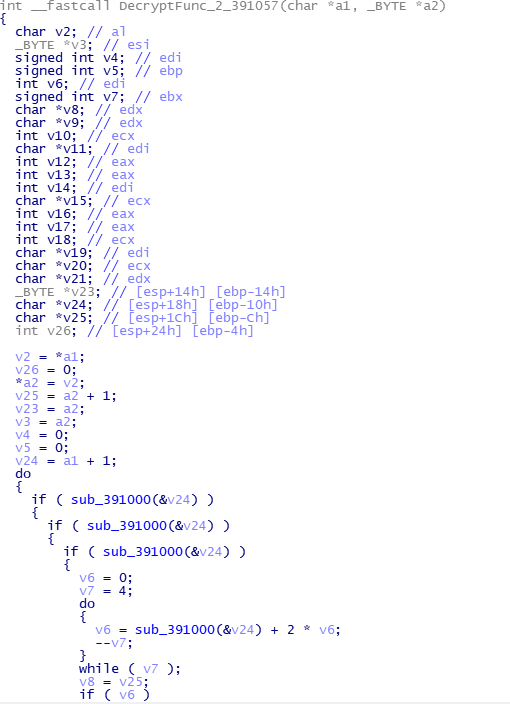 int __fastcall DecryptFunc_2_391057(char *a1, _BYTE *a2)
{
char v2; // al
_BYTE *v3; // esi
signed int v4; // edi
signed int v5; // ebp
int v6; // edi
signed int v7; // ebx
char *v8; // edx
char *v9; // edx
int v10; // ecx
char *v11; // edi
int v12; // eax
int v13; // eax
int v14; // edi
char *v15; // ecx
int v16; // eax
int v17; // eax
int v18; // ecx
char *v19; // edi
char *v20; // ecx
char *v21; // edx
_BYTE *v23; // [esp+14h] [ebp-14h]
char *v24; // [esp+18h] [ebp-10h]
char *v25; // [esp+1Ch] [ebp-Ch]
int v26; // [esp+24h] [ebp-4h]
v2 = *a1;
v26 = 0;
*a2 = v2;
v25 = a2 + 1;
v23 = a2;
v3 = a2;
v4 = 0;
v5 = 0;
v24 = a1 + 1;
do
{
if ( sub_391000(&v24) )
{
if ( sub_391000(&v24) )
{
if ( sub_391000(&v24) )
{
v6 = 0;
v7 = 4;
do
{
v6 = sub_391000(&v24) + 2 * v6;
--v7;
}
while ( v7 );
v8 = v25;
if ( v6 )